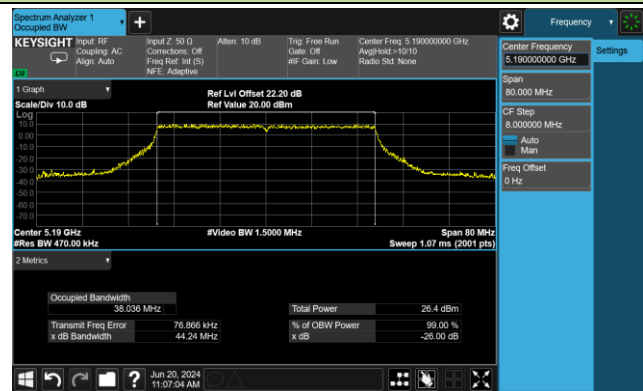 Spectrum Analyzer 1
Occupied BW
Frequency
KEYSIGHT
Input: RF
Coupling: AC
Align: Auto
Input Z: 50 Ω
Corrections: Off
Freq Ref: Int (S)
NFE: Adaptive
Atten: 10 dB
Trig: Free Run
Gate: Off
#IF Gain: Low
Center Freq: 5.190000000 GHz
Avg|Hold:>10/10
Radio Std: None
Center Frequency
5.190000000 GHz
Settings
Span
80.000 MHz
CF Step
8.000000 MHz
Auto
Man
Freq Offset
0 Hz
1 Graph
Scale/Div 10.0 dB
Ref Lvl Offset 22.20 dB
Ref Value 20.00 dBm
Log
10.0
0.00
-10.0
-20.0
-30.0
-40.0
-50.0
-60.0
-70.0
Center 5.19 GHz
#Video BW 1.5000 MHz
Span 80 MHz
#Res BW 470.00 kHz
Sweep 1.07 ms (2001 pts)
2 Metrics
Occupied Bandwidth
38.036 MHz
Total Power 26.4 dBm
Transmit Freq Error 76.866 kHz
% of OBW Power 99.00 %
x dB Bandwidth 44.24 MHz
x dB -26.00 dB
?
Jun 20, 2024
11:07:04 AM